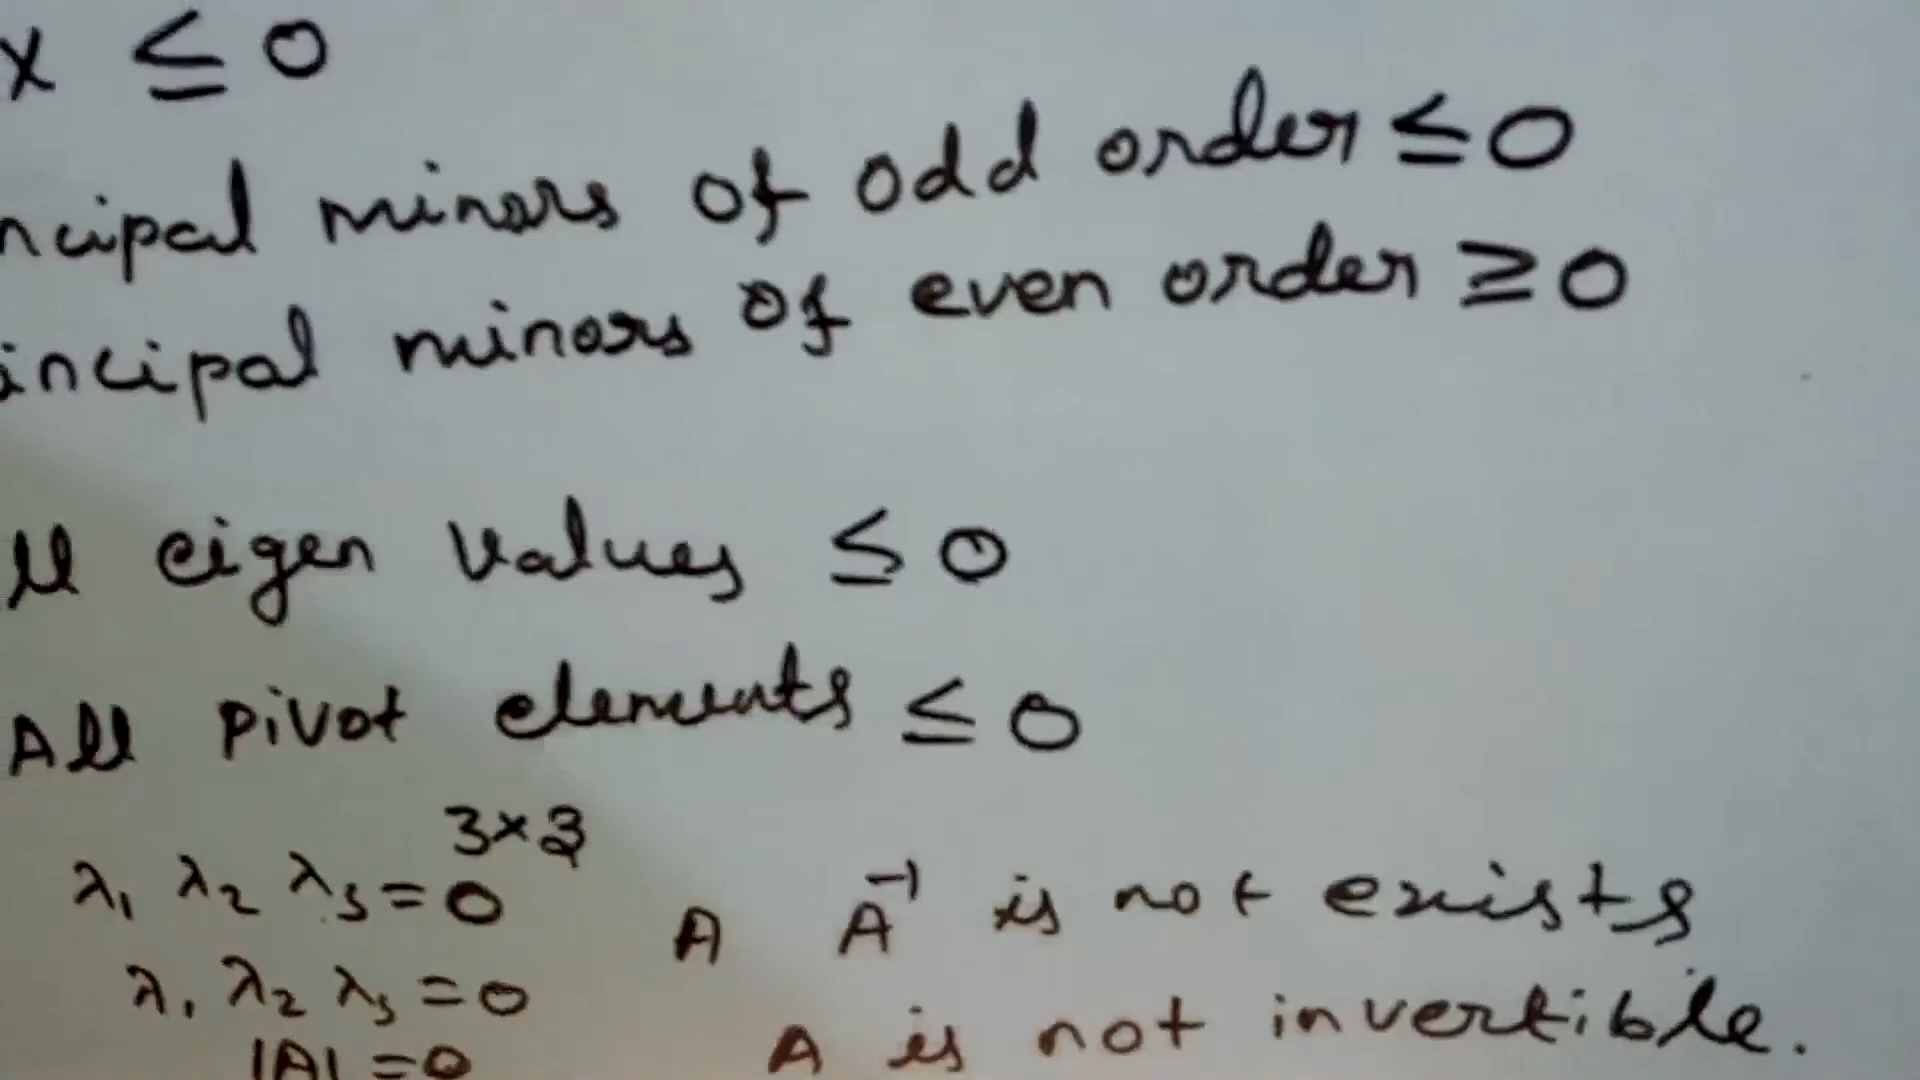 x ≤ 0
ncipal minors of odd order ≤ 0
incipal minors of even order ≥ 0
ll eigen values ≤ 0
All pivot elements ≤ 0
3×3
λ₁ λ₂ λ₃ = 0
A A⁻¹ is not exists
λ₁ λ₂ λ₃ = 0
A is not invertible.
|A| = 0